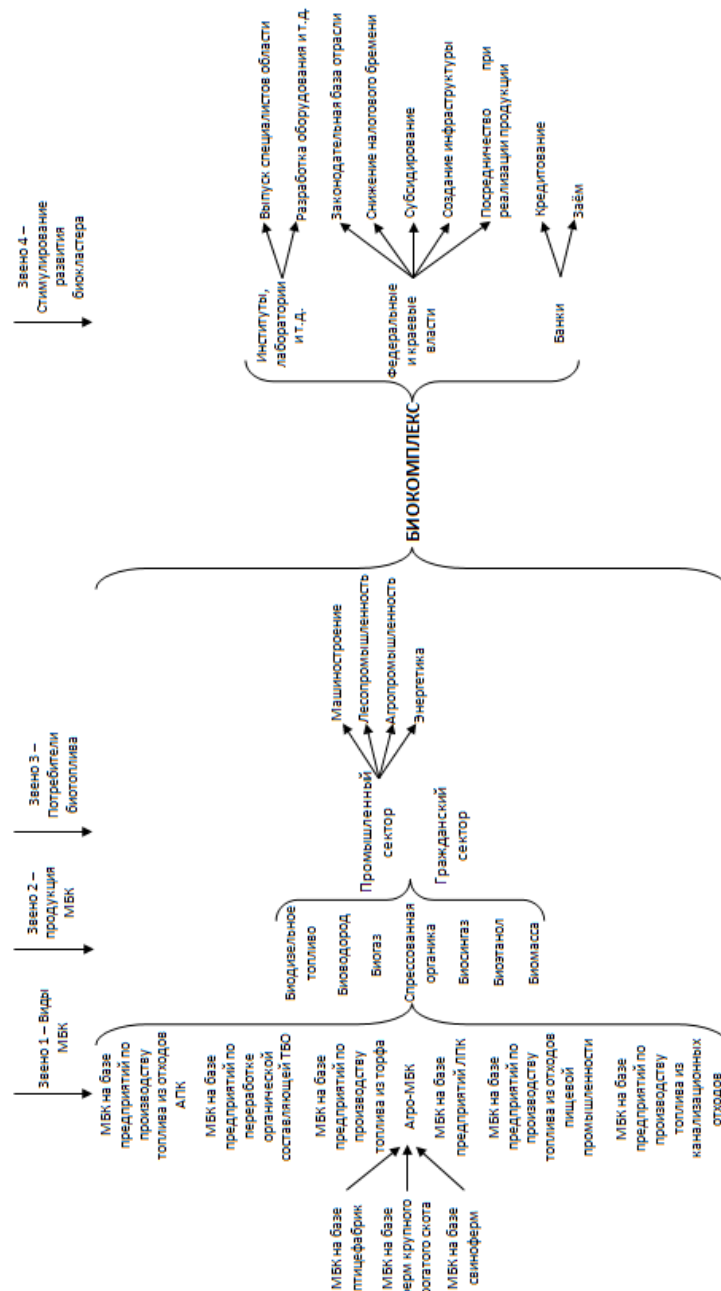 Звено 1 – Виды
МБК
Звено 2 –
продукция
МБК
Звено 3 –
Потребители
биотоплива
Звено 4 –
Стимулирование
развития
биокластера
МБК на базе
птицефабрик
МБК на базе
ферм крупного
рогатого скота
МБК на базе
свиноферм
МБК на базе
предприятий по
производству
топлива из отходов
АПК
МБК на базе
предприятий по
переработке
органической
составляющей ТБО
МБК на базе
предприятий по
производству
топлива из торфа
Агро-МБК
МБК на базе
предприятий ЛПК
МБК на базе
предприятий по
производству
топлива из отходов
пищевой
промышленности
МБК на базе
предприятий по
производству
топлива из
канализационных
отходов
Биодизельное
топливо
Биоводород
Биогаз
Спрессованная
органика
Биосингаз
Биоэтанол
Биомасса
Промышленный
сектор
Гражданский
сектор
Машиностроение
Лесопромышленность
Агропромышленность
Энергетика
БИОКОМПЛЕКС
Институты,
лаборатории
и т.д.
Федеральные
и краевые
власти
Банки
Выпуск специалистов области
Разработка оборудования и т.д.
Законодательная база отрасли
Снижение налогового бремени
Субсидирование
Создание инфраструктуры
Посредничество при
реализации продукции
Кредитование
Заём